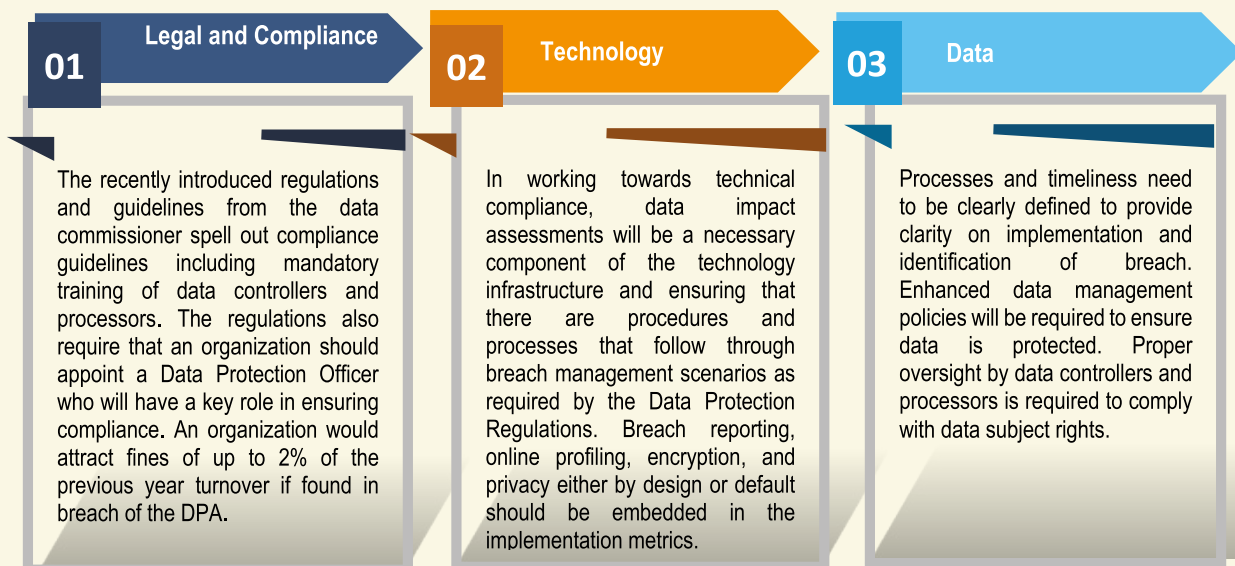 01
Legal and Compliance
The recently introduced regulations
and guidelines from the data
commissioner spell out compliance
guidelines including mandatory
training of data controllers and
processors. The regulations also
require that an organization should
appoint a Data Protection Officer
who will have a key role in ensuring
compliance. An organization would
attract fines of up to 2% of the
previous year turnover if found in
breach of the DPA.
02
Technology
In working towards technical
compliance, data impact
assessments will be a necessary
component of the technology
infrastructure and ensuring that
there are procedures and
processes that follow through
breach management scenarios as
required by the Data Protection
Regulations. Breach reporting,
online profiling, encryption, and
privacy either by design or default
should be embedded in the
implementation metrics.
03
Data
Processes and timeliness need
to be clearly defined to provide
clarity on implementation and
identification of breach.
Enhanced data management
policies will be required to ensure
data is protected. Proper
oversight by data controllers and
processors is required to comply
with data subject rights.